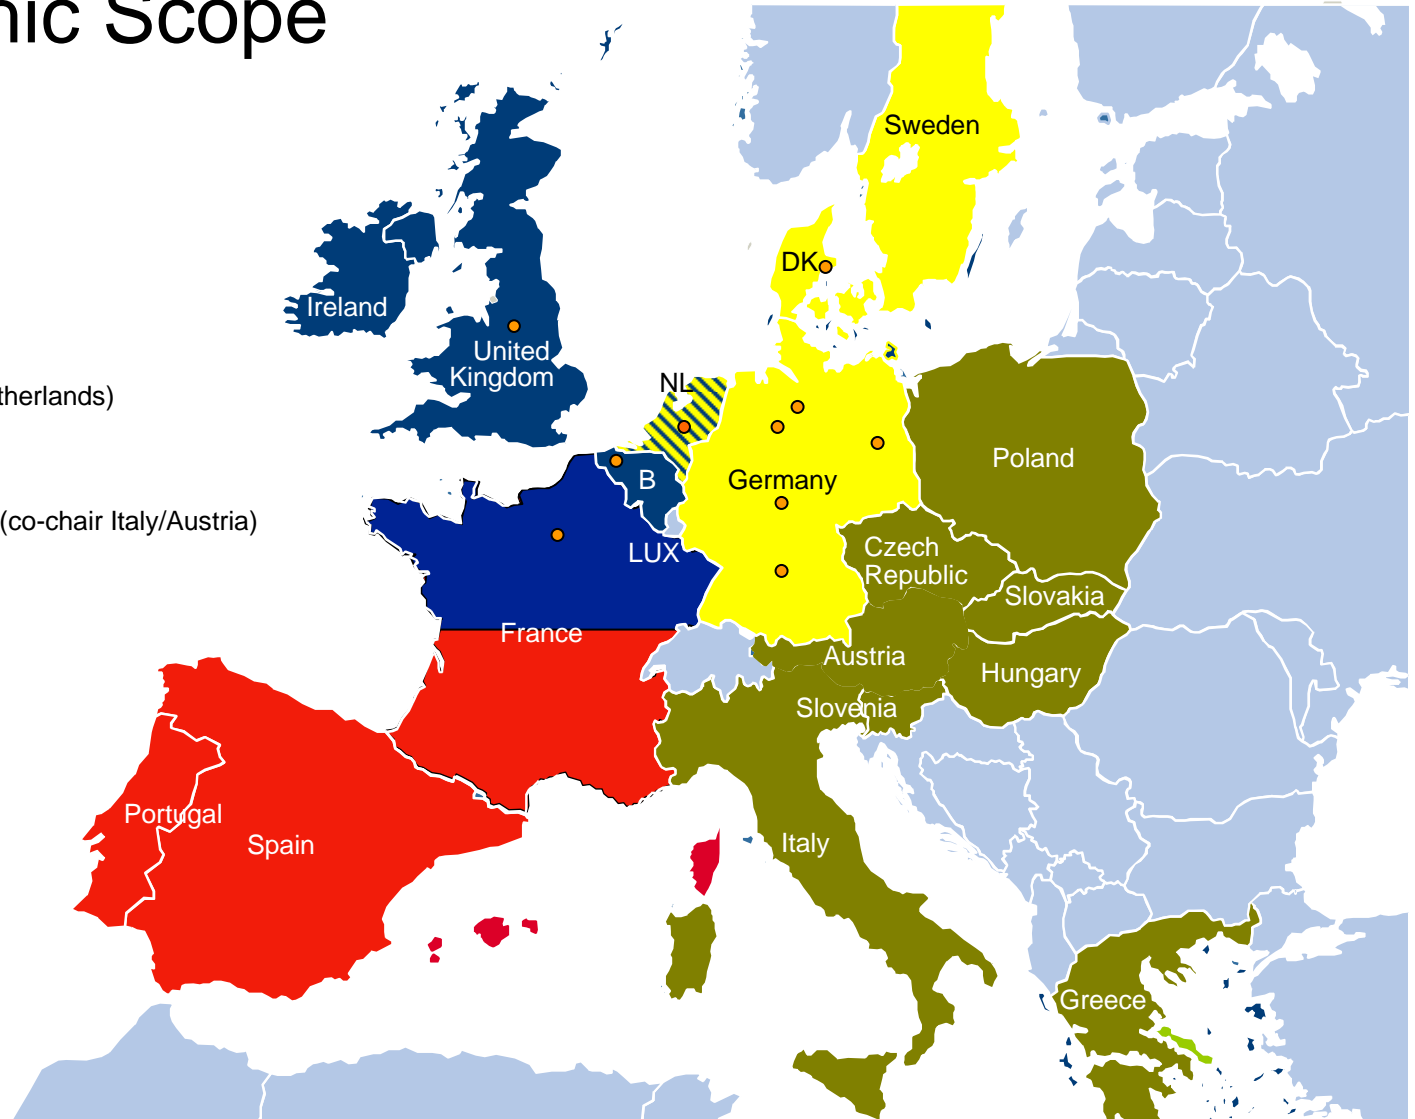 Scope
Sweden
DK
Ireland
United
Kingdom
NL
therlands)
B
Germany
Poland
(co-chair Italy/Austria)
LUX
Czech
Republic
Slovakia
France
Austria
Hungary
Slovenia
Portugal
Spain
Italy
Greece